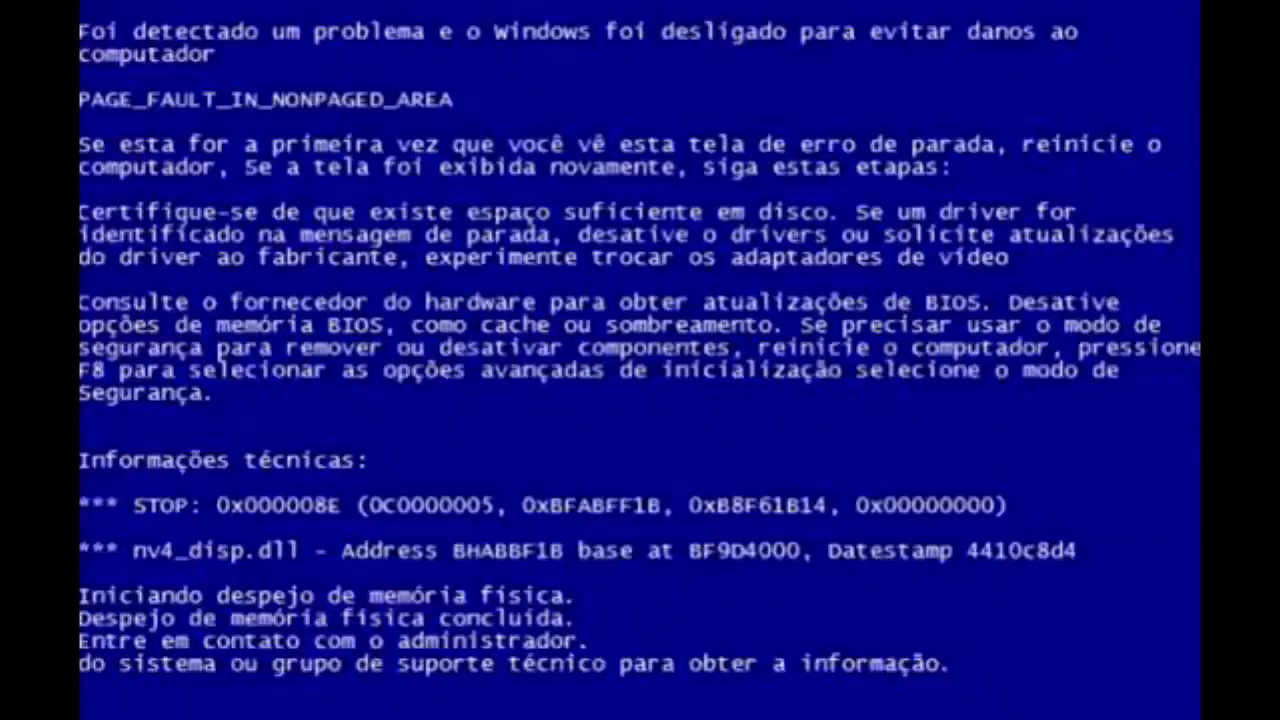 Foi detectado um problema e o Windows foi desligado para evitar danos ao
computador
PAGE_FAULT_IN_NONPAGED_AREA
Se esta for a primeira vez que você vê esta tela de erro de parada, reinicie o
computador, Se a tela foi exibida novamente, siga estas etapas:
Certifique-se de que existe espaço suficiente em disco. Se um driver for
identificado na mensagem de parada, desative o drivers ou solicite atualizações
do driver ao fabricante, experimente trocar os adaptadores de vídeo
Consulte o fornecedor do hardware para obter atualizações de BIOS. Desative
opções de memória BIOS, como cache ou sombreamento. Se precisar usar o modo de
segurança para remover ou desativar componentes, reinicie o computador, pressione
F8 para selecionar as opções avançadas de inicialização selecione o modo de
Segurança.
Informações técnicas:
*** STOP: 0x000008E (0C0000005, 0xBFABFF1B, 0xB8F61B14, 0x00000000)
*** nv4_disp.dll - Address BHABBF1B base at BF9D4000, Datestamp 4410c8d4
Iniciando despejo de memória física.
Despejo de memória física concluída.
Entre em contato com o administrador.
do sistema ou grupo de suporte técnico para obter a informação.